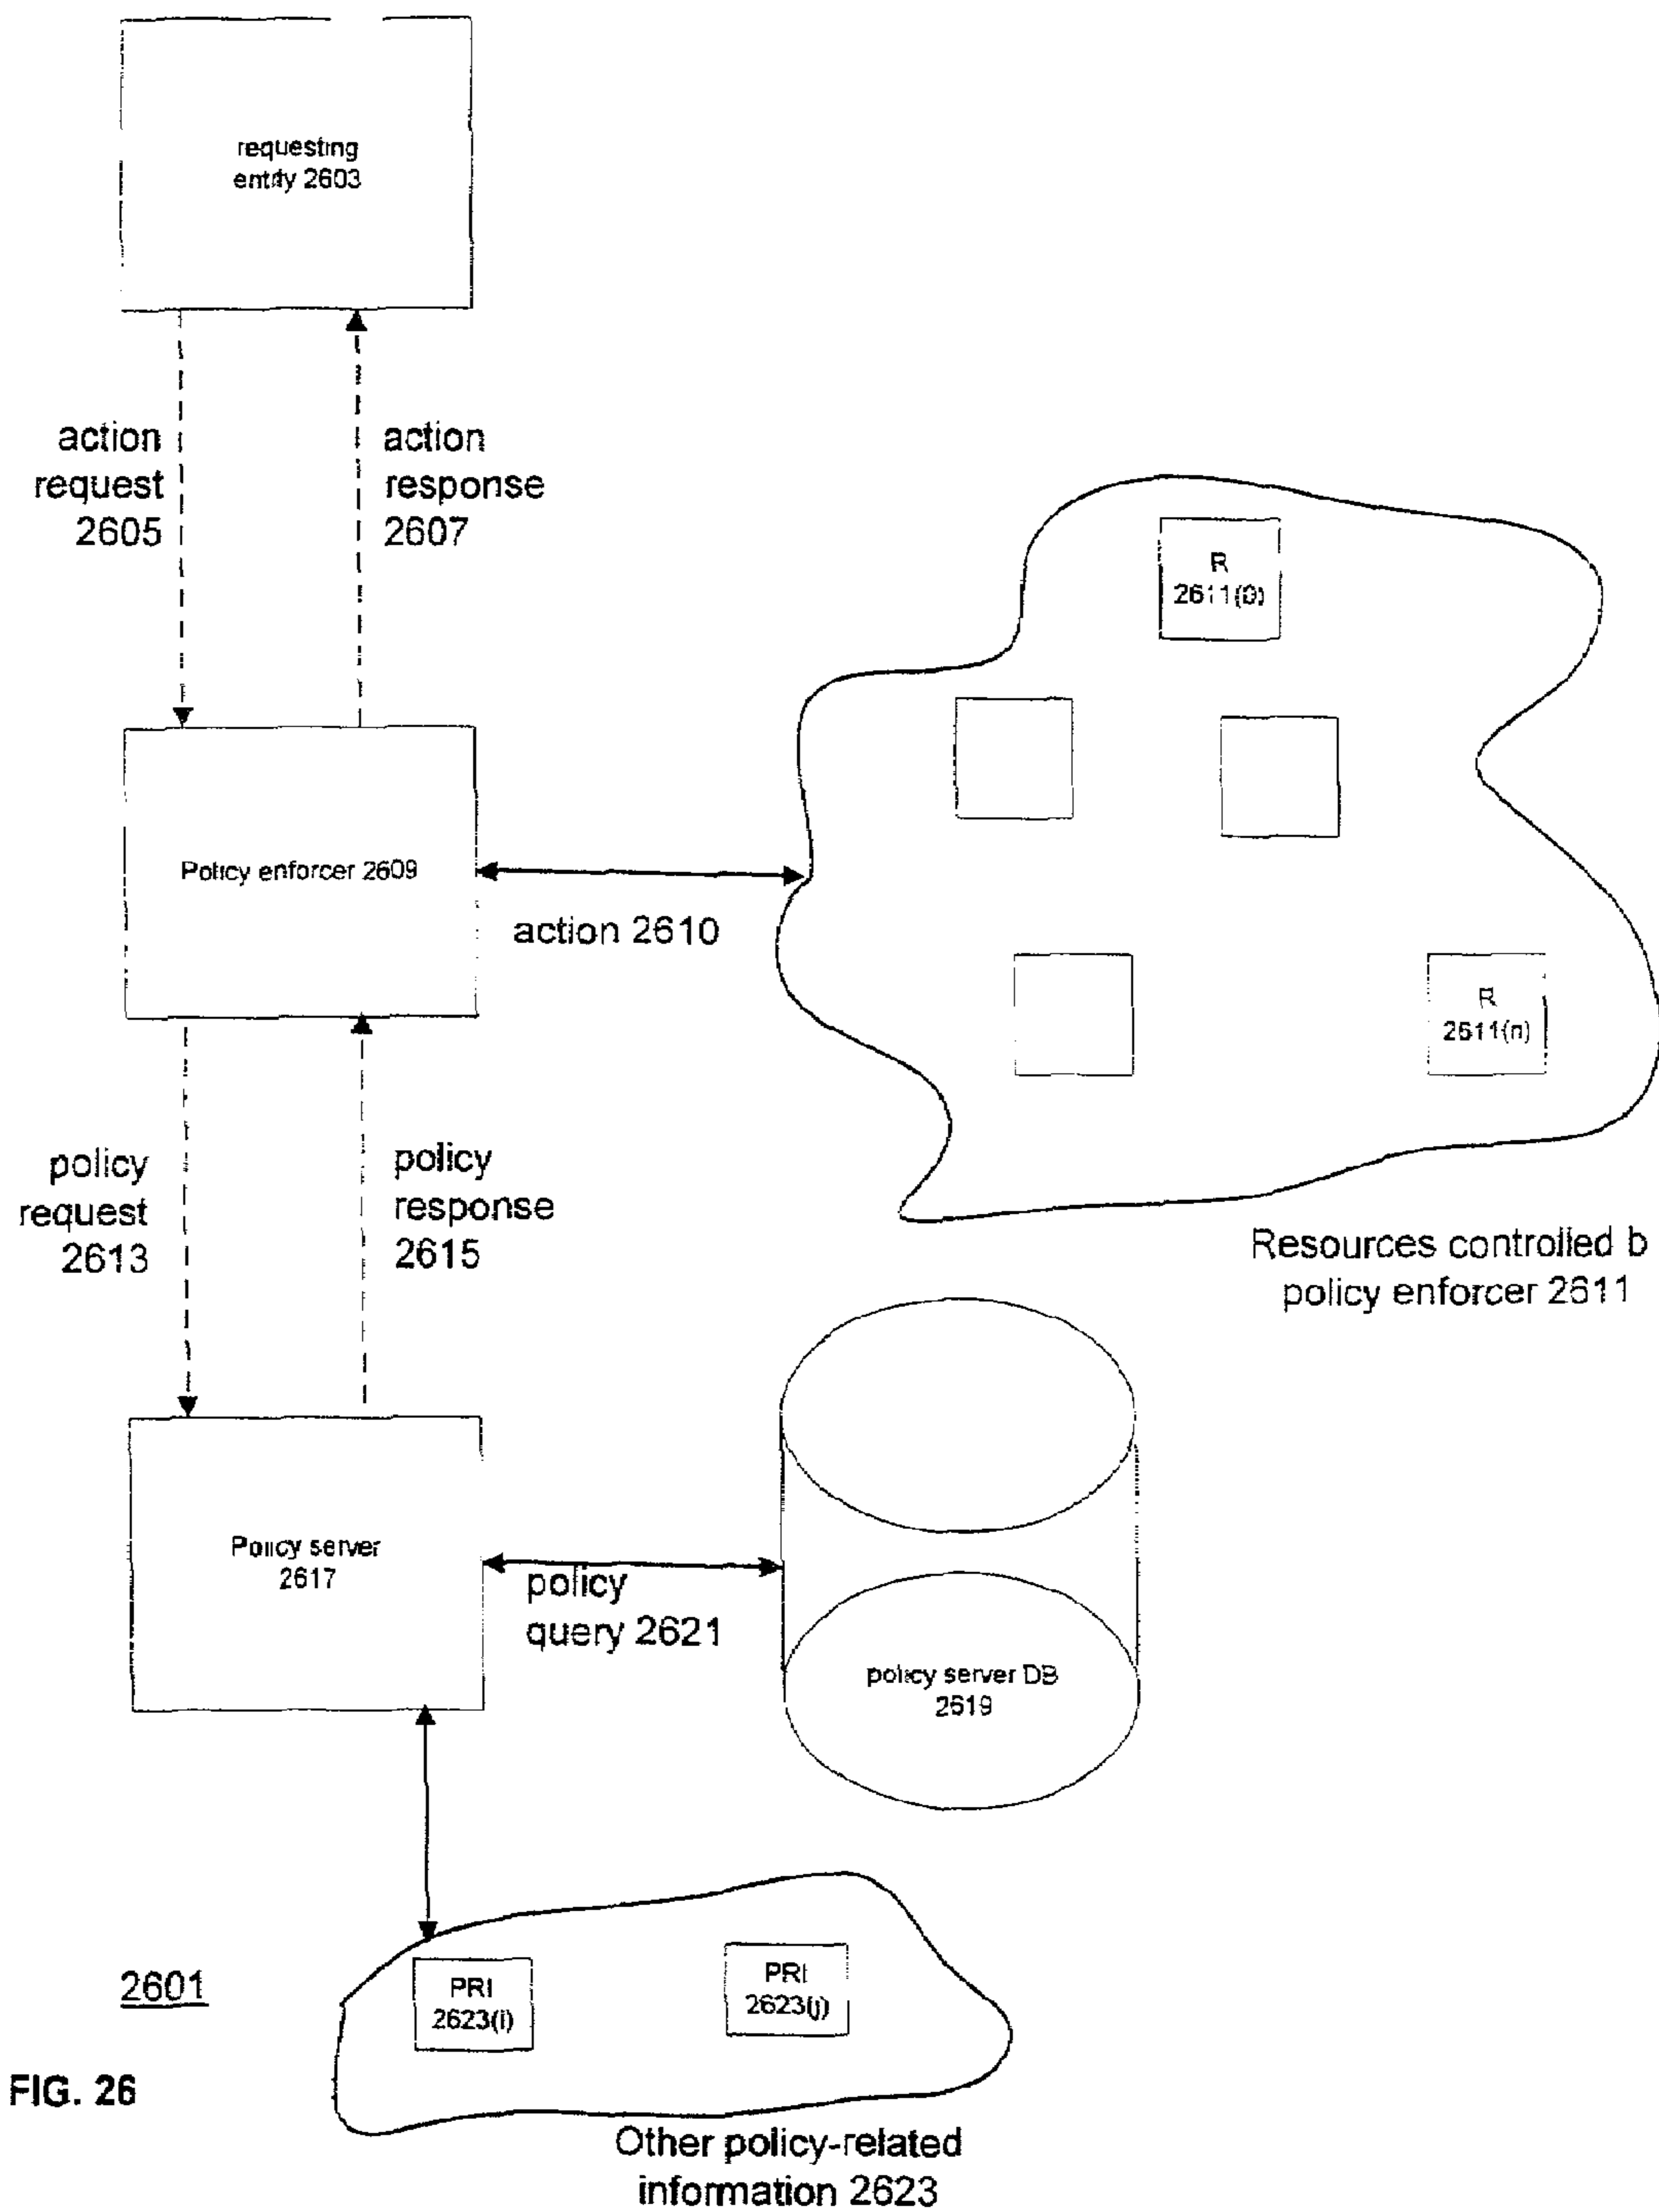 requesting
entity 2603
action
request
2605
action
response
2607
R
2611(0)
Policy enforcer 2609
action 2610
R
2611(n)
policy
request
2613
policy
response
2615
Resources controlled b
policy enforcer 2611
Policy server
2617
policy
query 2621
policy server DB
2619
2601
PRI
2623(i)
PRI
2623(j)
FIG. 26
Other policy-related
information 2623